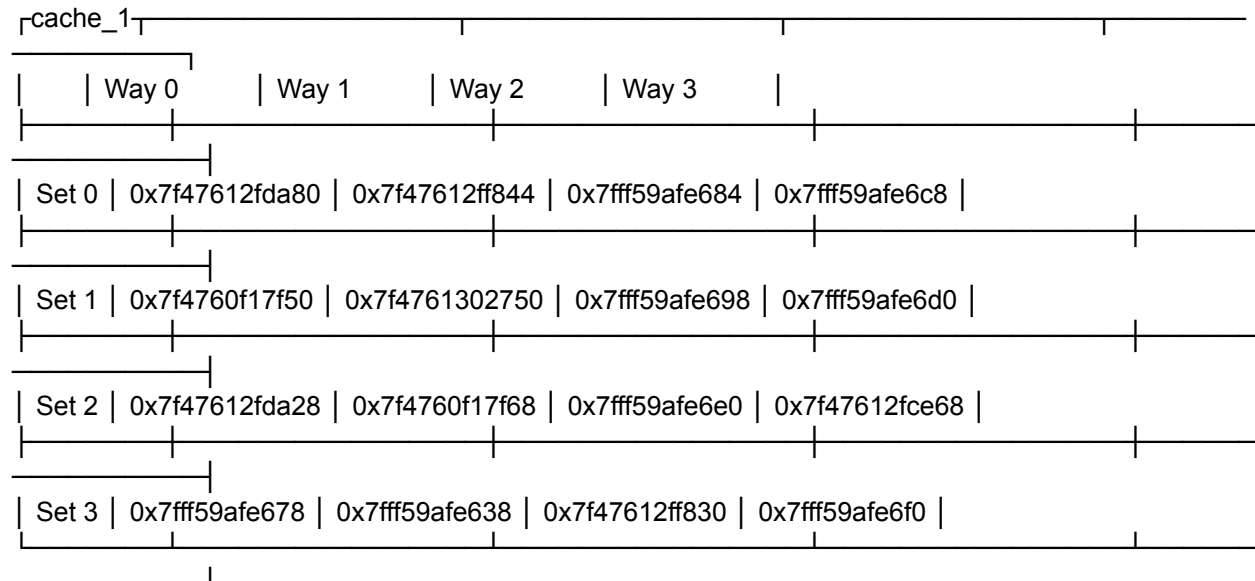 cache_1
Way 0 Way 1 Way 2 Way 3
Set 0 0x7f47612fda80 0x7f47612ff844 0x7fff59afe684 0x7fff59afe6c8
Set 1 0x7f4760f17f50 0x7f4761302750 0x7fff59afe698 0x7fff59afe6d0
Set 2 0x7f47612fda28 0x7f4760f17f68 0x7fff59afe6e0 0x7f47612fce68
Set 3 0x7fff59afe678 0x7fff59afe638 0x7f47612ff830 0x7fff59afe6f0